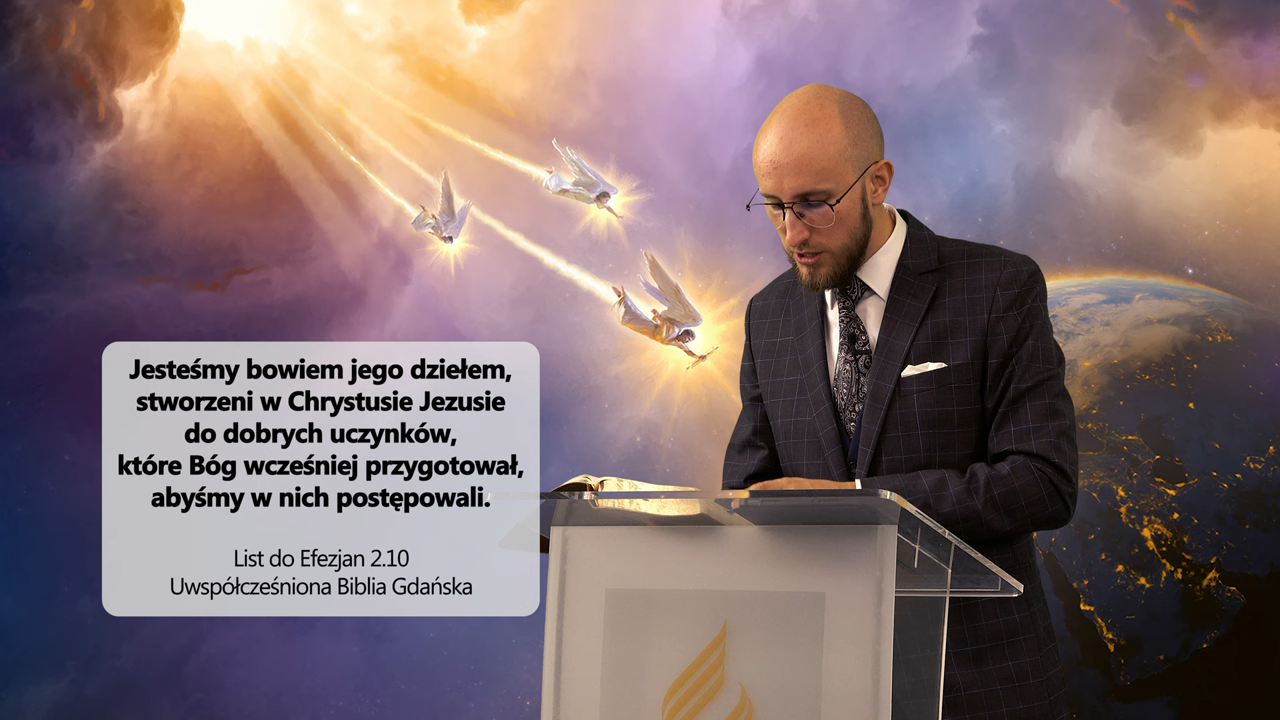 Jesteśmy bowiem jego dziełem,
stworzeni w Chrystusie Jezusie
do dobrych uczynków,
które Bóg wcześniej przygotował,
abyśmy w nich postępowali.
List do Efezjan 2.10
Uwspółcześniona Biblia Gdańska